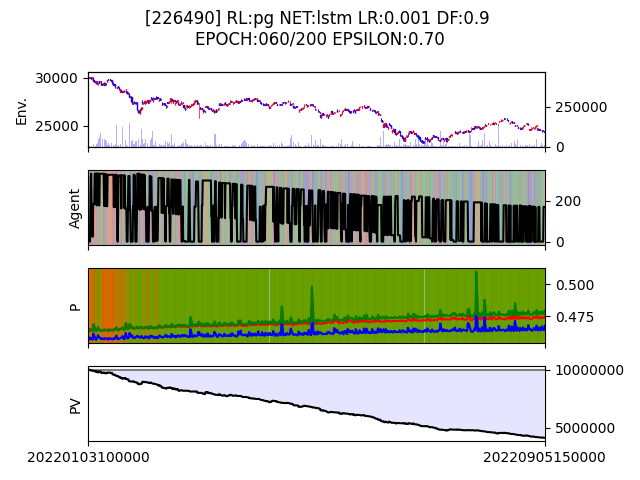 [226490] RL:pg NET:lstm LR:0.001 DF:0.9
EPOCH:060/200 EPSILON:0.70
Env.
30000
25000
250000
0
Agent
200
0
P
0.500
0.475
PV
10000000
5000000
20220103100000
20220905150000